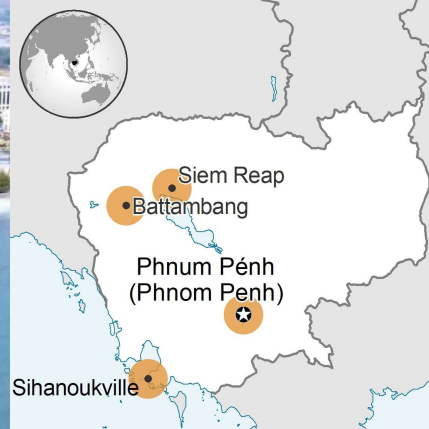 Siem Reap
Battambang
Phnum Pénh
(Phnom Penh)
Sihanoukville